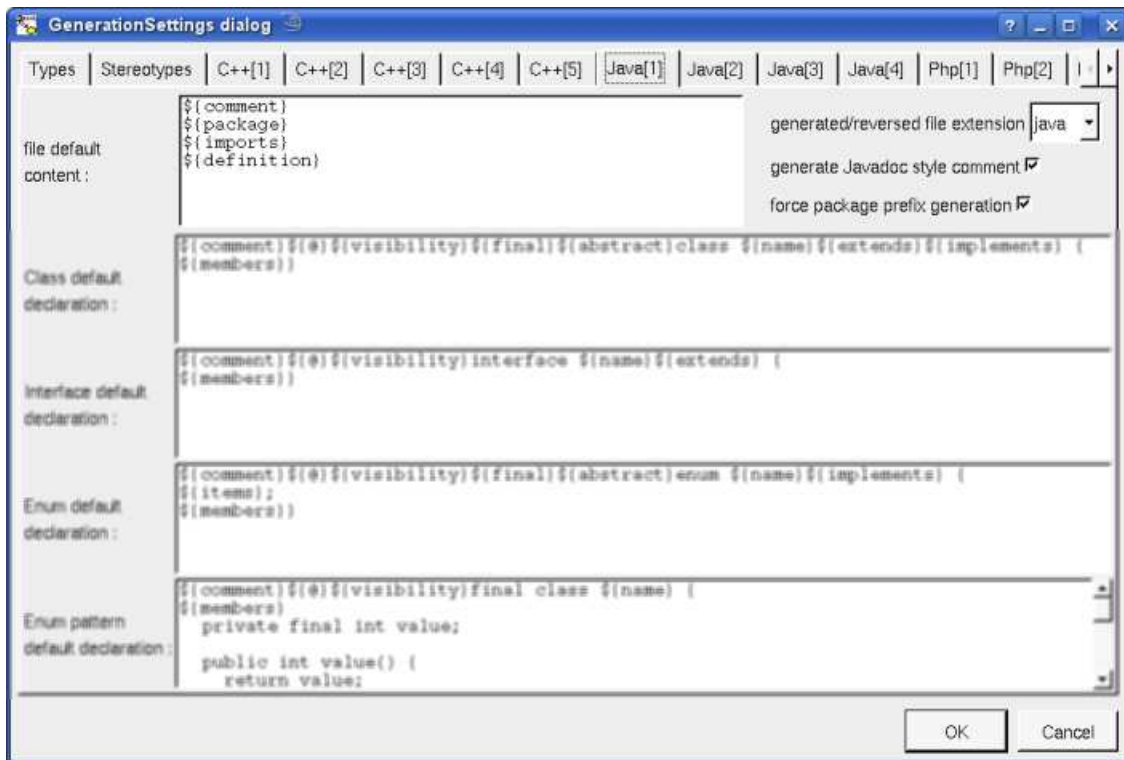 GenerationSettings dialog
Types Stereotypes C++[1] C++[2] C++[3] C++[4] C++[5] Java[1] Java[2] Java[3] Java[4] Php[1] Php[2]
file default
content :
${comment}
${package}
${imports}
${definition}
generated/reversed file extension java
generate Javadoc style comment
force package prefix generation
Class default
declaration :
${comment}${@}${visibility}${final}${abstract}class ${name}${extends}${implements} {
${members}}
Interface default
declaration :
${comment}${@}${visibility}interface ${name}${extends} {
${members}}
Enum default
declaration :
${comment}${@}${visibility}${final}${abstract}enum ${name}${implements} {
${items};
${members}}
Enum pattern
default declaration :
${comment}${@}${visibility}final class ${name} {
${members}
private final int value;
public int value() {
return value;
OK Cancel